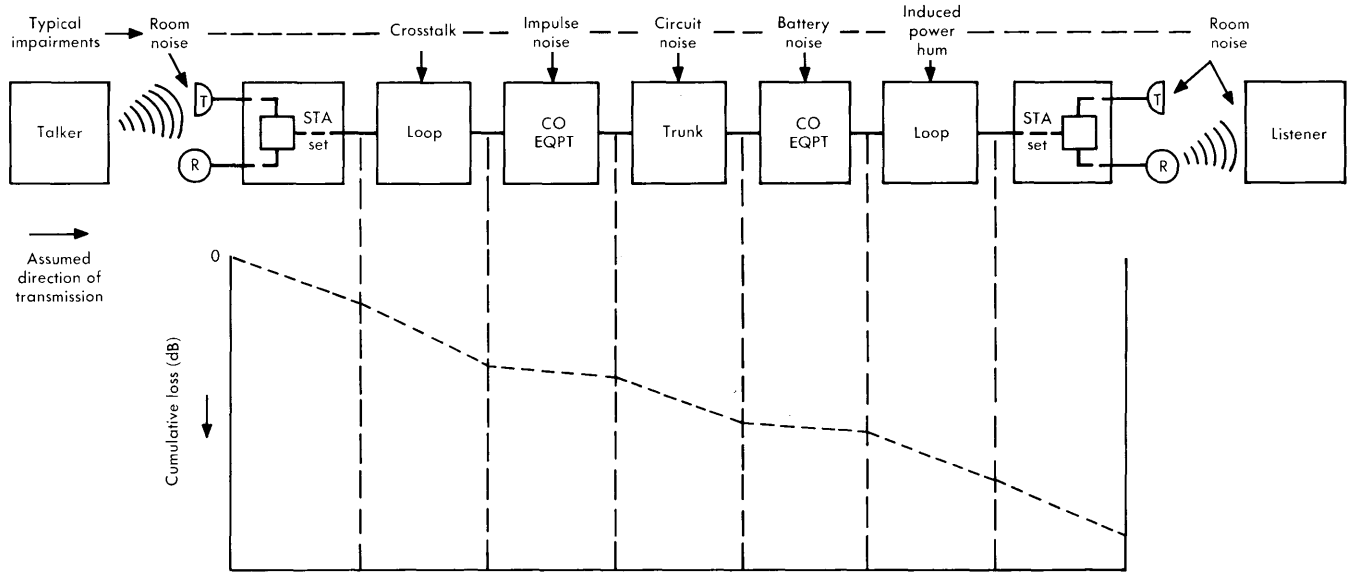 Typical
impairments
Room
noise
Crosstalk
Impulse
noise
Circuit
noise
Battery
noise
Induced
power
hum
Room
noise
Talker
T
R
STA
set
Loop
CO
EQPT
Trunk
CO
EQPT
Loop
STA
set
T
R
Listener
Assumed
direction of
transmission
0
Cumulative loss (dB)